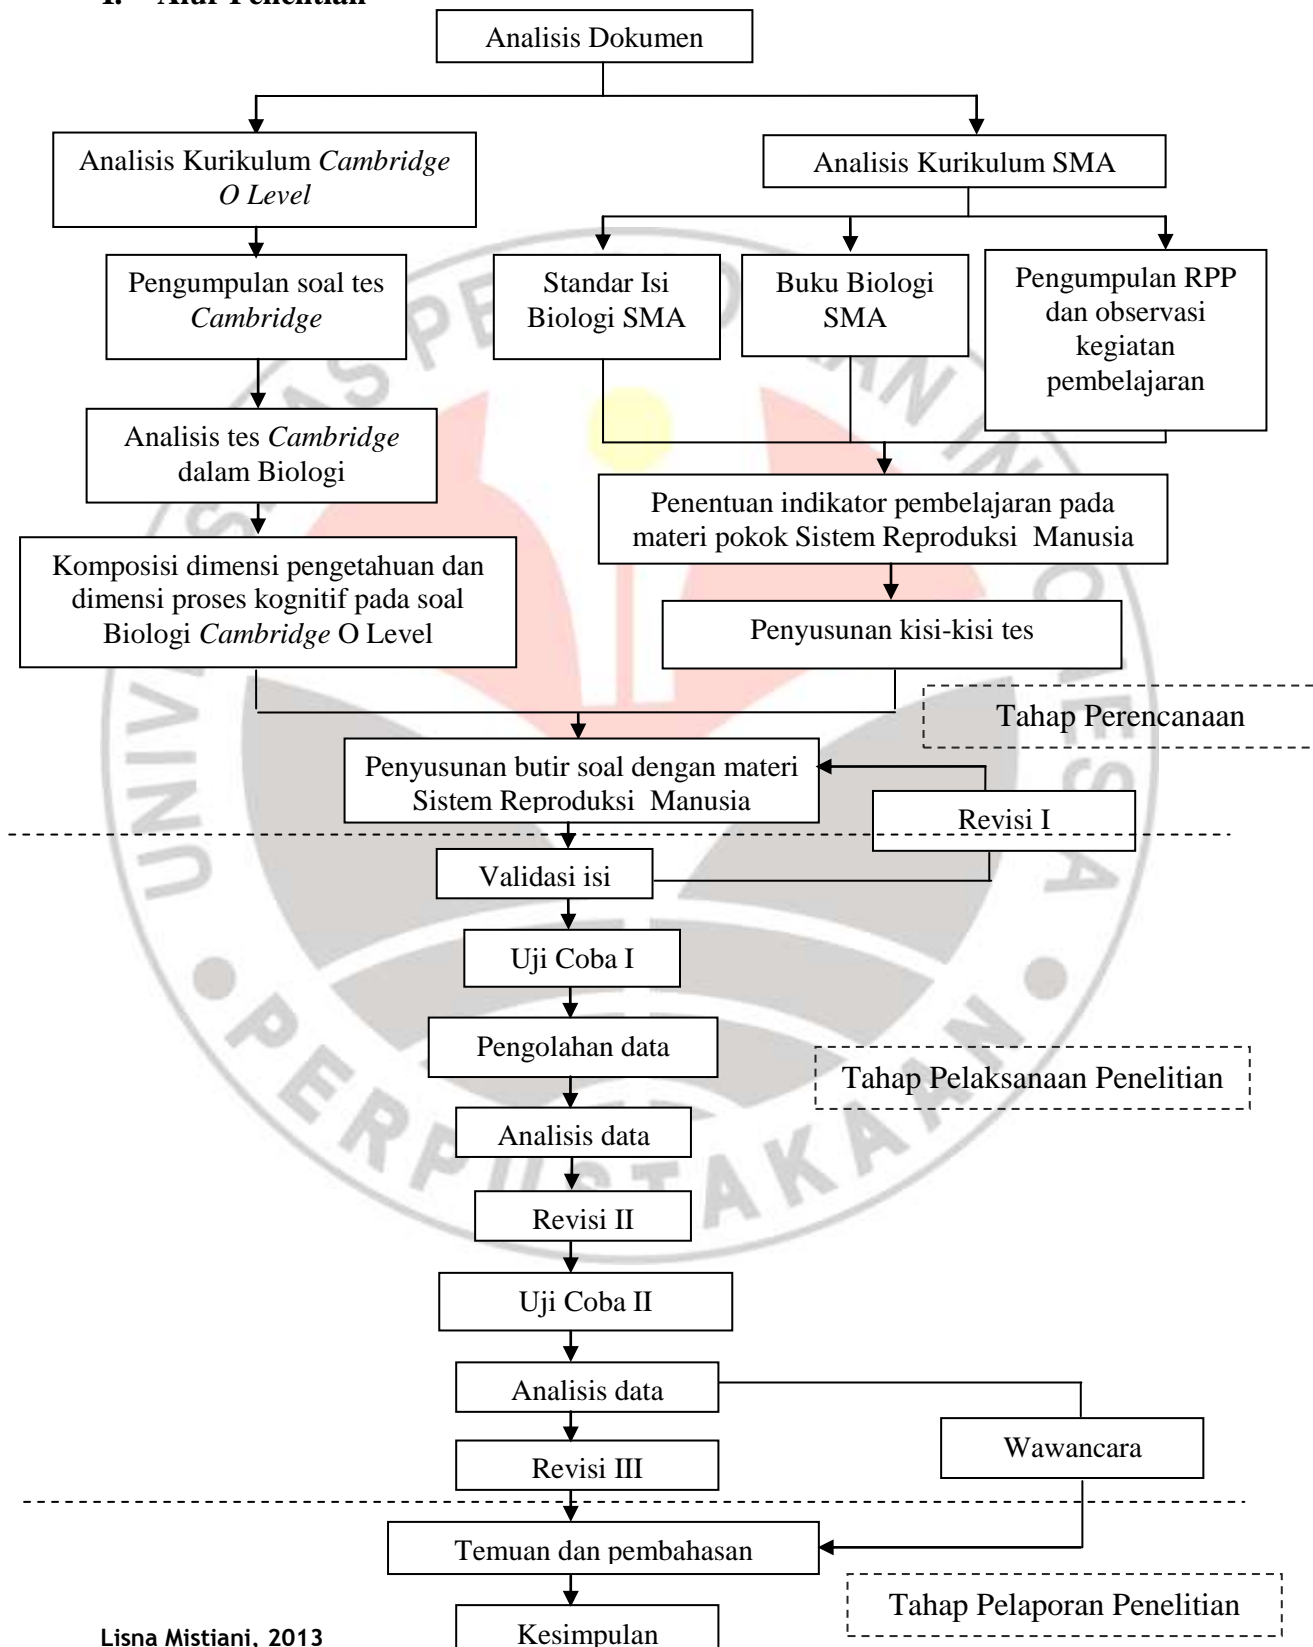 I. Alur Penelitian
Analisis Dokumen
Analisis Kurikulum Cambridge
O Level
Analisis Kurikulum SMA
Pengumpulan soal tes
Cambridge
Standar Isi
Biologi SMA
Buku Biologi
SMA
Pengumpulan RPP
dan observasi
kegiatan
pembelajaran
Analisis tes Cambridge
dalam Biologi
Penentuan indikator pembelajaran pada
materi pokok Sistem Reproduksi Manusia
Komposisi dimensi pengetahuan dan
dimensi proses kognitif pada soal
Biologi Cambridge O Level
Penyusunan kisi-kisi tes
Tahap Perencanaan
Penyusunan butir soal dengan materi
Sistem Reproduksi Manusia
Revisi I
Validasi isi
Uji Coba I
Pengolahan data
Tahap Pelaksanaan Penelitian
Analisis data
Revisi II
Uji Coba II
Analisis data
Wawancara
Revisi III
Temuan dan pembahasan
Tahap Pelaporan Penelitian
Kesimpulan
Lisna Mistiani, 2013
PERPUSTAKAAN